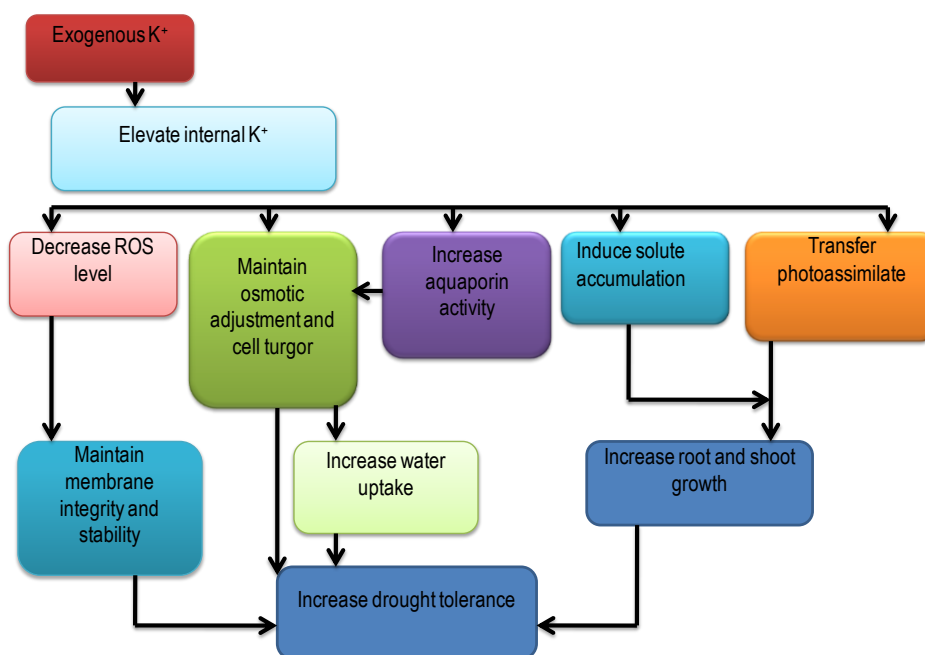 Exogenous K⁺
Elevate internal K⁺
Decrease ROS
level
Maintain
osmotic
adjustment and
cell turgor
Increase
aquaporin
activity
Induce solute
accumulation
Transfer
photoassimilate
Maintain
membrane
integrity and
stability
Increase water
uptake
Increase root and shoot
growth
Increase drought tolerance